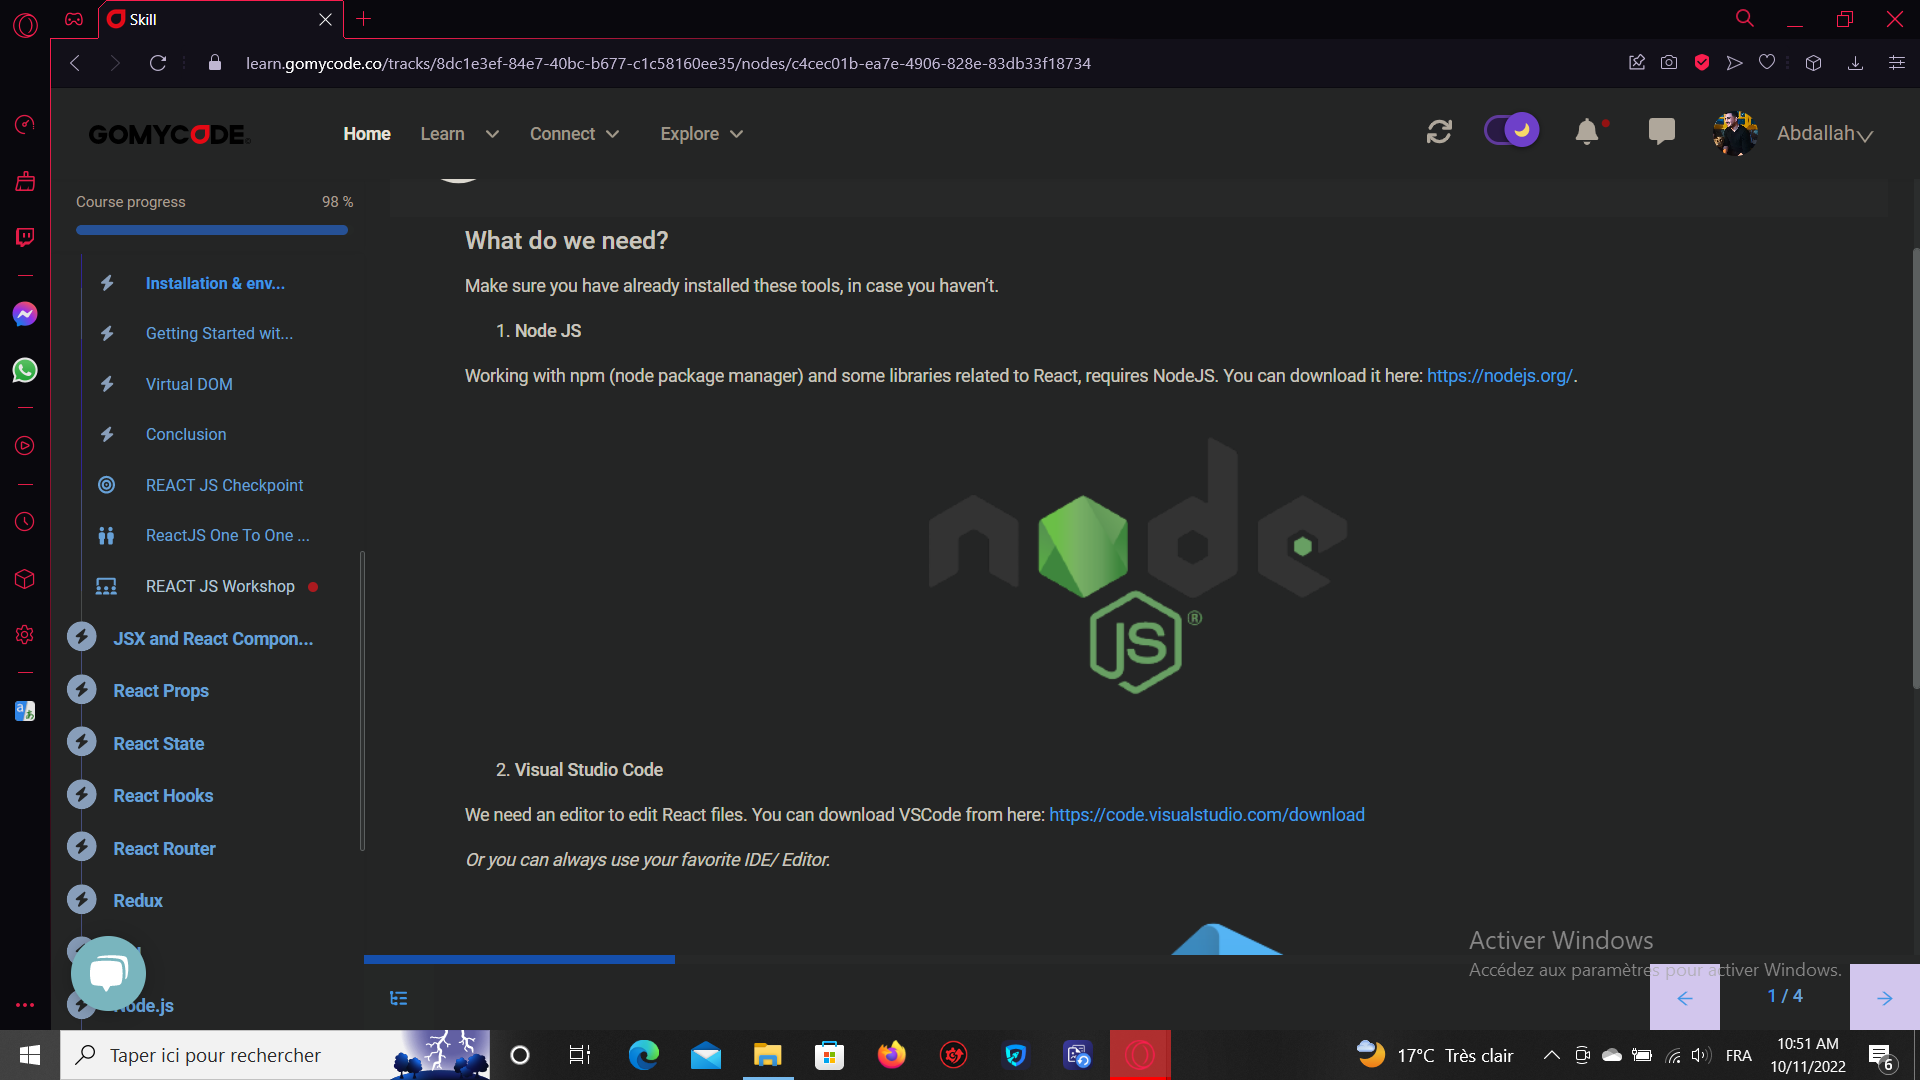 Skill
learn.gomycode.co/tracks/8dc1e3ef-84e7-40bc-b677-c1c58160ee35/nodes/c4cec01b-ea7e-4906-828e-83db33f18734
GOMYCODE
Home
Learn
Connect
Explore
Abdallah
Course progress
98 %
Installation & env...
Getting Started wit...
Virtual DOM
Conclusion
REACT JS Checkpoint
ReactJS One To One ...
REACT JS Workshop
JSX and React Compon...
React Props
React State
React Hooks
React Router
Redux
ode.js
What do we need?
Make sure you have already installed these tools, in case you haven't.
1. Node JS
Working with npm (node package manager) and some libraries related to React, requires NodeJS. You can download it here: https://nodejs.org/.
node
JS®
2. Visual Studio Code
We need an editor to edit React files. You can download VSCode from here: https://code.visualstudio.com/download
Or you can always use your favorite IDE/ Editor.
Activer Windows
Accédez aux paramètres pour activer Windows.
1 / 4
Taper ici pour rechercher
17°C Très clair
FRA
10:51 AM
10/11/2022
6